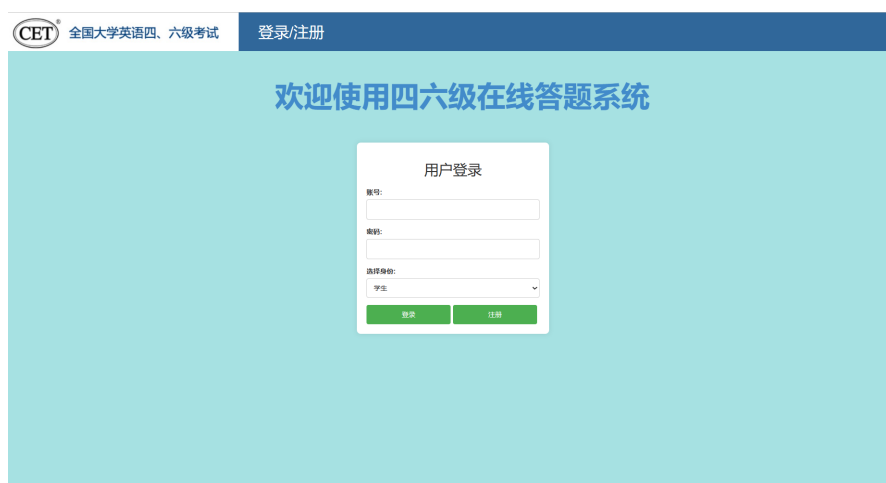 CET® 全国大学英语四、六级考试 登录/注册
欢迎使用四六级在线答题系统
用户登录
账号:
密码:
选择身份:
学生
登录 注册